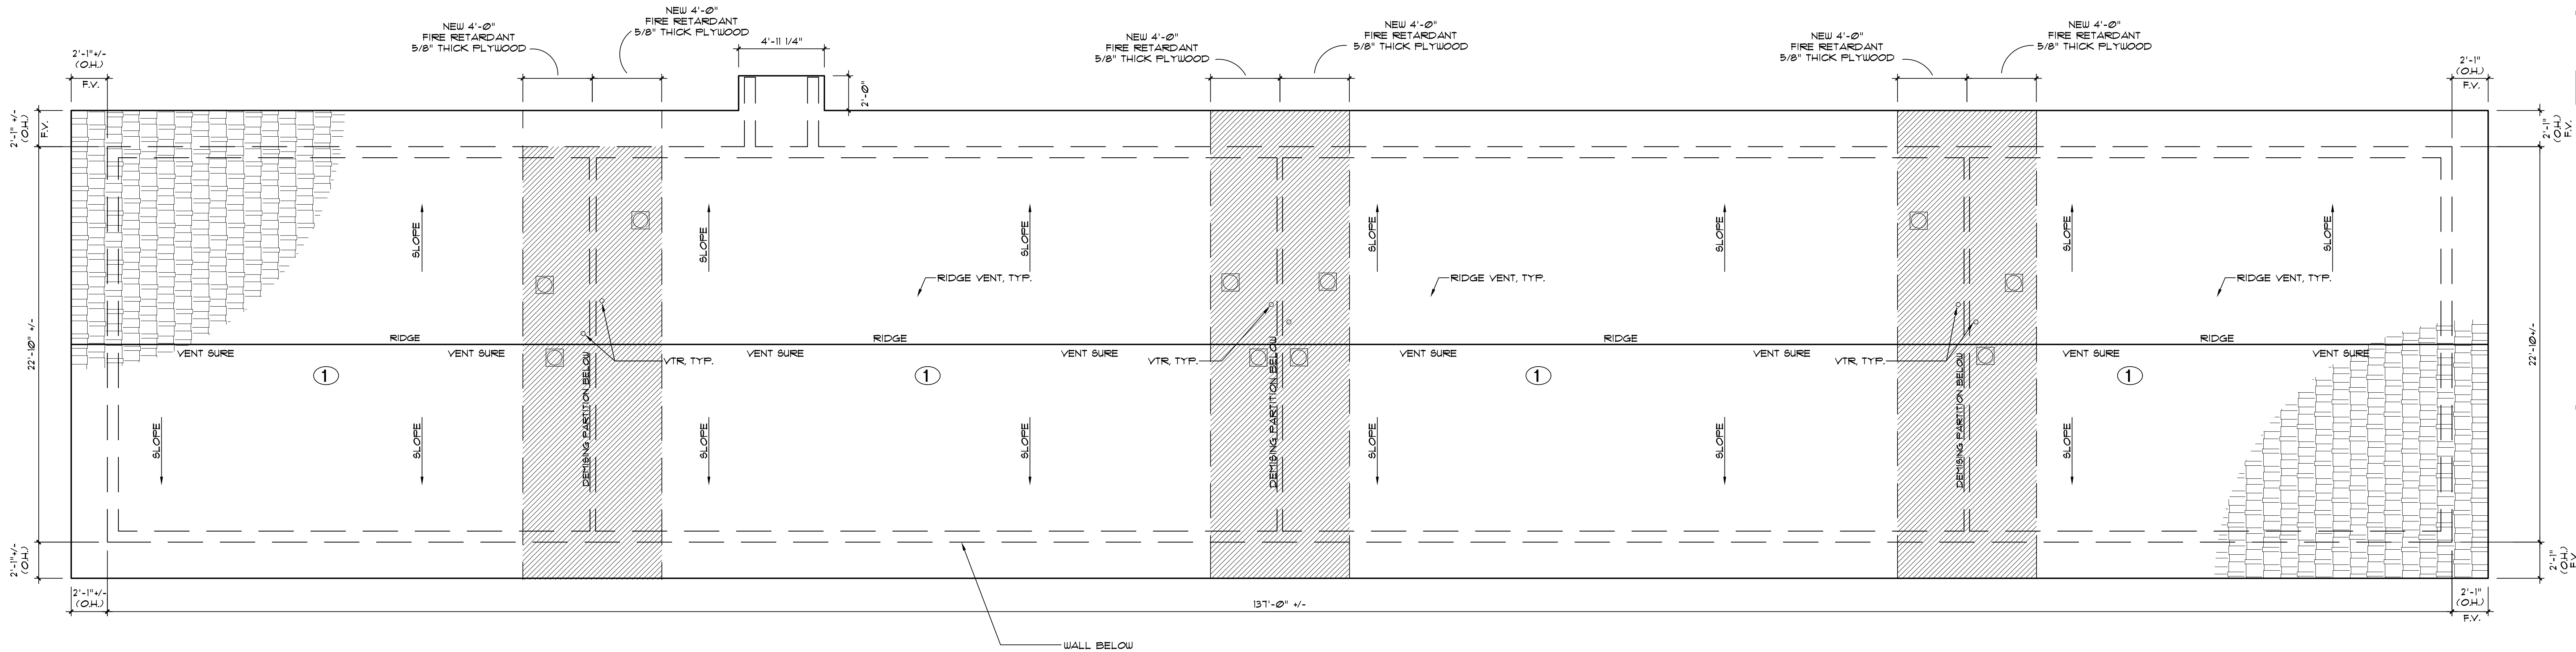 NEW 4'-0"
FIRE RETARDANT
5/8" THICK PLYWOOD
NEW 4'-0"
FIRE RETARDANT
5/8" THICK PLYWOOD
NEW 4'-0"
FIRE RETARDANT
5/8" THICK PLYWOOD
NEW 4'-0"
FIRE RETARDANT
5/8" THICK PLYWOOD
NEW 4'-0"
FIRE RETARDANT
5/8" THICK PLYWOOD
NEW 4'-0"
FIRE RETARDANT
5/8" THICK PLYWOOD
2'-1"+/-
(O.H.)
F.V.
4'-11 1/4"
2'-0"
2'-1"
(O.H.)
F.V.
2'-1" +/-
(O.H.)
F.V.
2'-1"
(O.H.)
F.V.
SLOPE
SLOPE
SLOPE
SLOPE
SLOPE
SLOPE
SLOPE
RIDGE VENT, TYP.
RIDGE VENT, TYP.
RIDGE VENT, TYP.
22'-10" +/-
22'-10+/-
RIDGE
RIDGE
RIDGE
RIDGE
VENT SURE
VENT SURE
VENT SURE
VENT SURE
VENT SURE
VENT SURE
VENT SURE
VENT SURE
VTR, TYP.
VTR, TYP.
VTR, TYP.
1
1
1
1
DEMISING PARTITION BELOW
DEMISING PARTITION BELOW
DEMISING PARTITION BELOW
SLOPE
SLOPE
SLOPE
SLOPE
SLOPE
SLOPE
SLOPE
2'-1"+/-
(O.H.)
2'-1"
(O.H.)
F.V.
2'-1"+/-
(O.H.)
137'-0" +/-
2'-1"
(O.H.)
F.V.
WALL BELOW